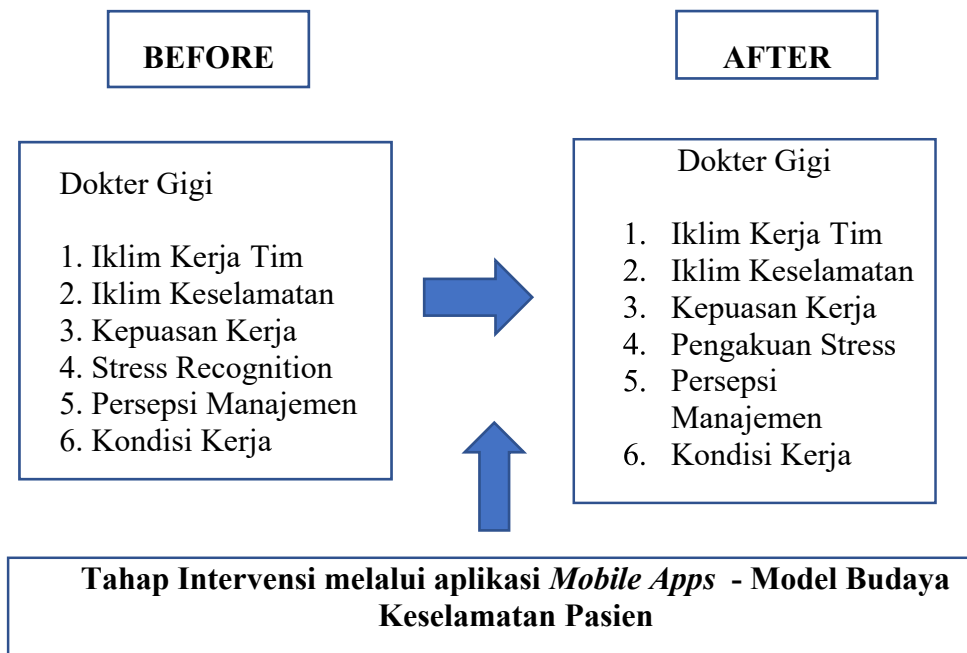 BEFORE
AFTER
Dokter Gigi
1. Iklim Kerja Tim
2. Iklim Keselamatan
3. Kepuasan Kerja
4. Stress Recognition
5. Persepsi Manajemen
6. Kondisi Kerja
Dokter Gigi
1. Iklim Kerja Tim
2. Iklim Keselamatan
3. Kepuasan Kerja
4. Pengakuan Stress
5. Persepsi
Manajemen
6. Kondisi Kerja
Tahap Intervensi melalui aplikasi Mobile Apps - Model Budaya
Keselamatan Pasien